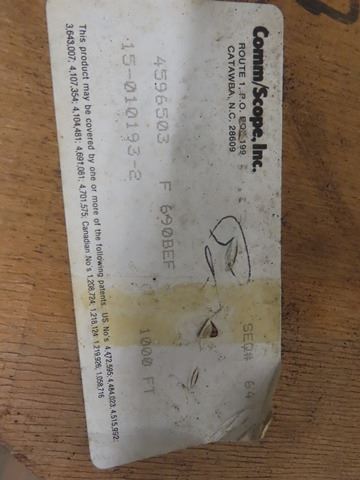 Comm/Scope, Inc.
ROUTE 1, P.O. BOX 199
CATAWBA, N.C. 28609
SEQ# 64
4596503 F 690BEF 1000 FT
15-010193-2
This product may be covered by one or more of the following patents. US. No's 4,472,595; 4,484,023; 4,515,992;
3,643,007; 4,107,354; 4,104,481; 4,691,081; 4,701,575; Canadian No's 1,208,724; 1,218,124 1,219,926; 1,058,716